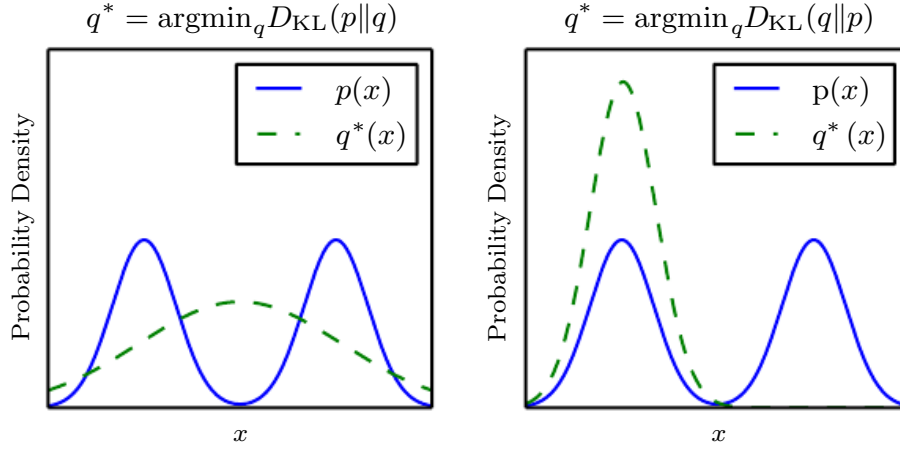 q* = argmin_q D_KL(p‖q)
p(x)
q*(x)
Probability Density
x
q* = argmin_q D_KL(q‖p)
p(x)
q* (x)
Probability Density
x